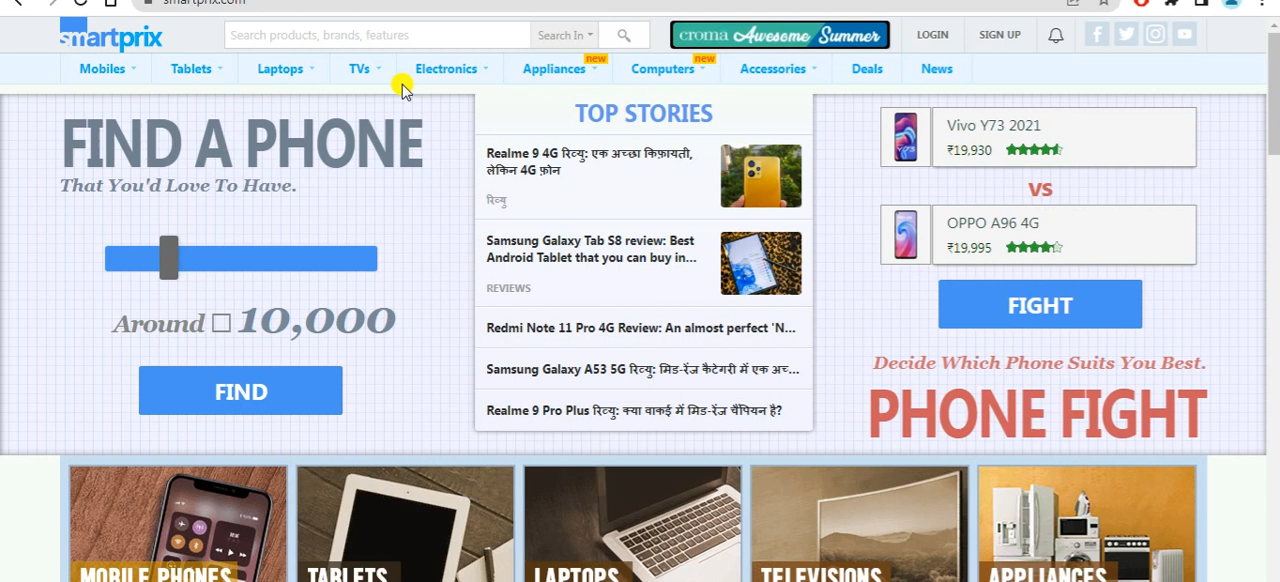 smartprix.com
smartprix
Search products, brands, features
Search In
croma Awesome Summer
LOGIN
SIGN UP
Mobiles
Tablets
Laptops
TVs
Electronics
Appliances
new
Computers
new
Accessories
Deals
News
FIND A PHONE
That You'd Love To Have.
Around □ 10,000
FIND
TOP STORIES
Realme 9 4G रिव्यु: एक अच्छा किफ़ायती,
लेकिन 4G फ़ोन
रिव्यु
Samsung Galaxy Tab S8 review: Best
Android Tablet that you can buy in...
REVIEWS
Redmi Note 11 Pro 4G Review: An almost perfect 'N...
Samsung Galaxy A53 5G रिव्यु: मिड-रेंज कैटेगरी में एक अच...
Realme 9 Pro Plus रिव्यु: क्या वाकई में मिड-रेंज चैंपियन है?
Vivo Y73 2021
₹19,930
VS
OPPO A96 4G
₹19,995
FIGHT
Decide Which Phone Suits You Best.
PHONE FIGHT
MOBILE PHONES
TABLETS
LAPTOPS
TELEVISIONS
APPLIANCES